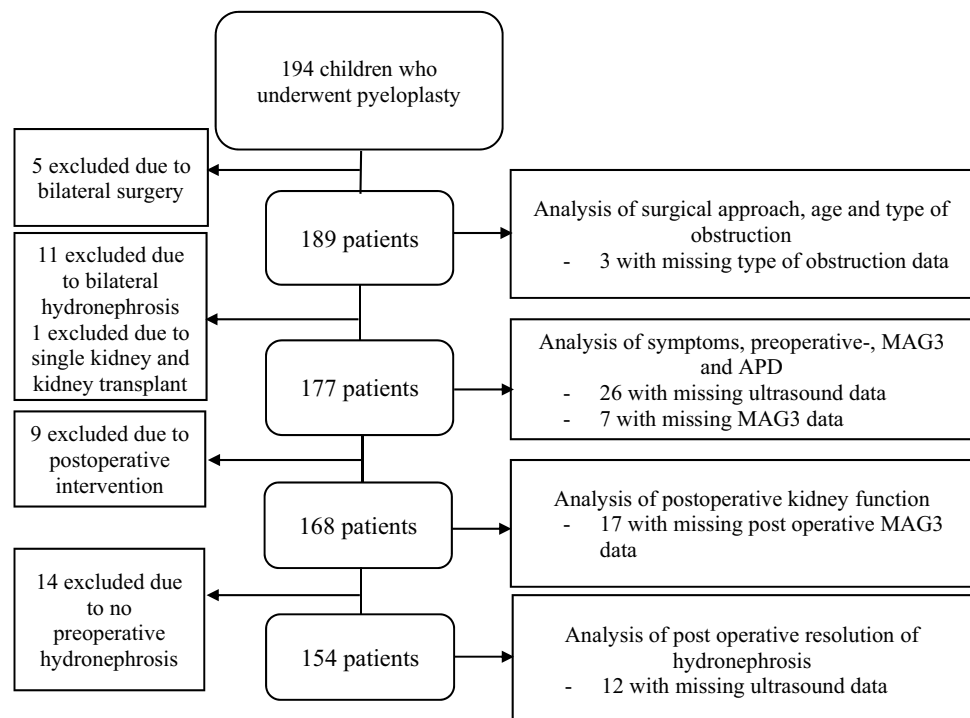 194 children who
underwent pyeloplasty
5 excluded due to
bilateral surgery
189 patients
Analysis of surgical approach, age and type of
obstruction
- 3 with missing type of obstruction data
11 excluded due
to bilateral
hydronephrosis
1 excluded due to
single kidney and
kidney transplant
177 patients
Analysis of symptoms, preoperative-, MAG3
and APD
- 26 with missing ultrasound data
- 7 with missing MAG3 data
9 excluded due to
postoperative
intervention
168 patients
Analysis of postoperative kidney function
- 17 with missing post operative MAG3
data
14 excluded due
to no
preoperative
hydronephrosis
154 patients
Analysis of post operative resolution of
hydronephrosis
- 12 with missing ultrasound data